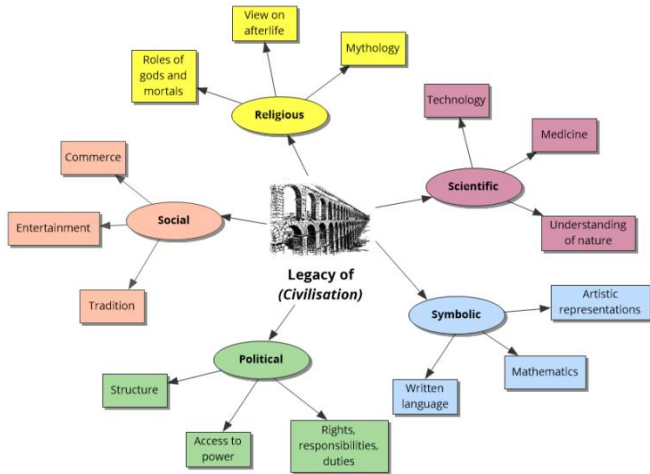 View on
afterlife
Mythology
Roles of
gods and
mortals
Religious
Technology
Medicine
Scientific
Understanding
of nature
Commerce
Entertainment
Social
Tradition
Legacy of
(Civilisation)
Artistic
representations
Symbolic
Mathematics
Written
language
Political
Structure
Access to
power
Rights,
responsibilities,
duties